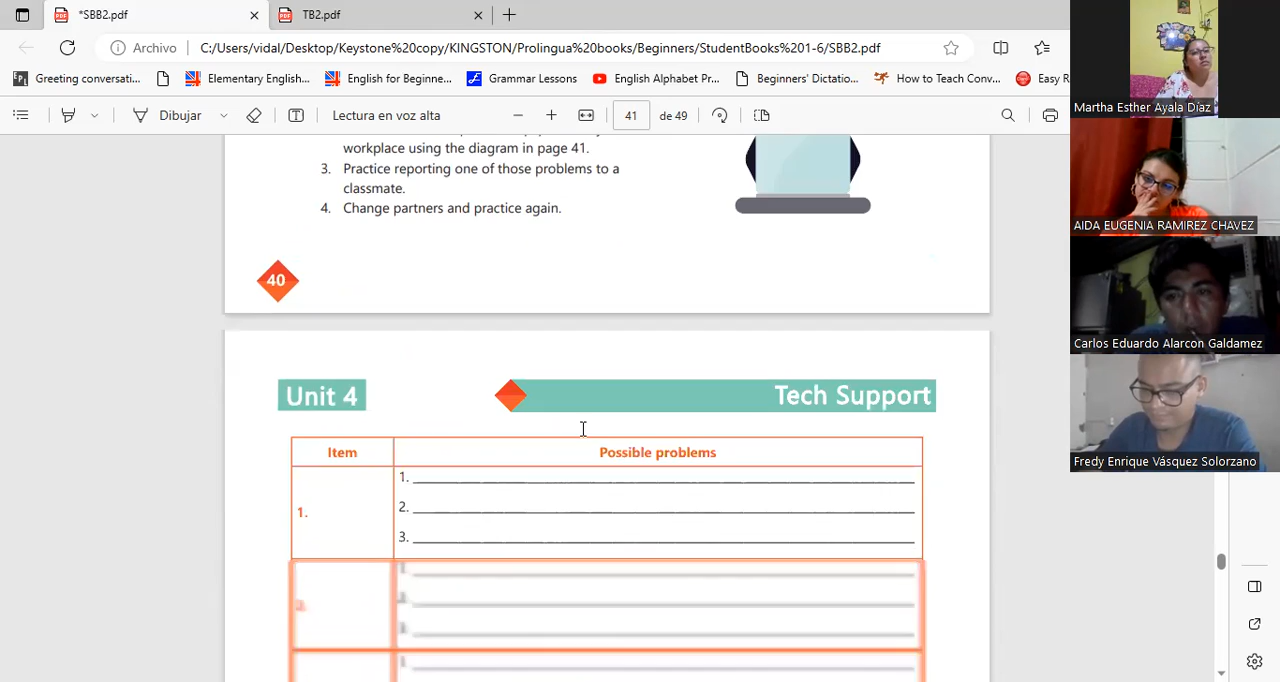 *SBB2.pdf
TB2.pdf
Archivo
C:/Users/vidal/Desktop/Keystone%20copy/KINGSTON/Prolingua%20books/Beginners/StudentBooks%201-6/SBB2.pdf
Greeting conversati...
Elementary English...
English for Beginne...
Grammar Lessons
English Alphabet Pr...
Beginners' Dictatio...
How to Teach Conv...
Easy R
Dibujar
Lectura en voz alta
41
de 49
workplace using the diagram in page 41.
3. Practice reporting one of those problems to a
classmate.
4. Change partners and practice again.
40
Unit 4
Tech Support
Item
Possible problems
1.
1.
2.
3.
Martha Esther Ayala Díaz
AIDA EUGENIA RAMIREZ CHAVEZ
Carlos Eduardo Alarcon Galdamez
Fredy Enrique Vásquez Solorzano